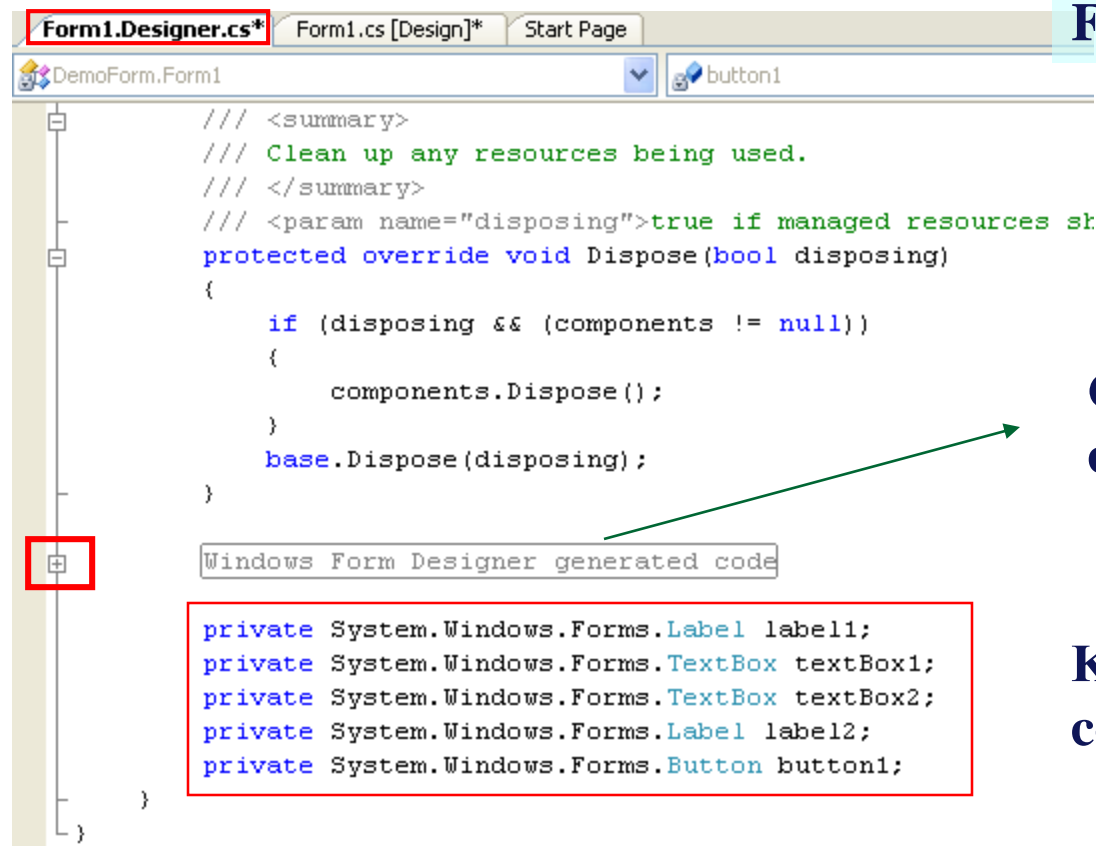 Form1.Designer.cs* Form1.cs [Design]* Start Page
DemoForm.Form1 button1
/// <summary>
/// Clean up any resources being used.
/// </summary>
/// <param name="disposing">true if managed resources sh
protected override void Dispose(bool disposing)
{
if (disposing && (components != null))
{
components.Dispose();
}
base.Dispose(disposing);
}
Windows Form Designer generated code
private System.Windows.Forms.Label label1;
private System.Windows.Forms.TextBox textBox1;
private System.Windows.Forms.TextBox textBox2;
private System.Windows.Forms.Label label2;
private System.Windows.Forms.Button button1;
}
}